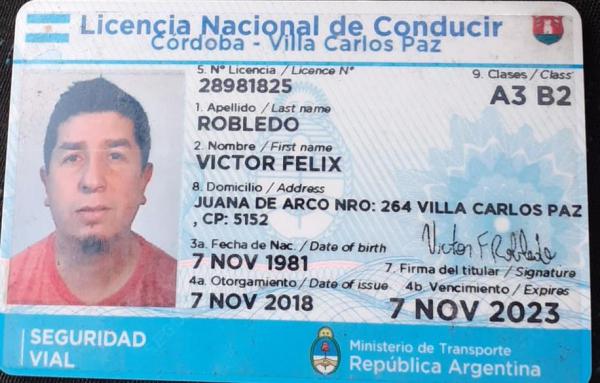 Licencia Nacional de Conducir
Córdoba - Villa Carlos Paz
5. Nº Licencia / Licence Nº
28981825
9. Clases / Class
A3 B2
1. Apellido / Last name
ROBLEDO
2. Nombre / First name
VICTOR FELIX
8. Domicilio / Address
JUANA DE ARCO NRO: 264 VILLA CARLOS PAZ
, CP: 5152
Victor F Robledo
3a. Fecha de Nac. / Date of birth
7 NOV 1981
7. Firma del titular / Signature
4a. Otorgamiento / Date of issue
7 NOV 2018
4b. Vencimiento / Expires
7 NOV 2023
SEGURIDAD
VIAL
Ministerio de Transporte
República Argentina